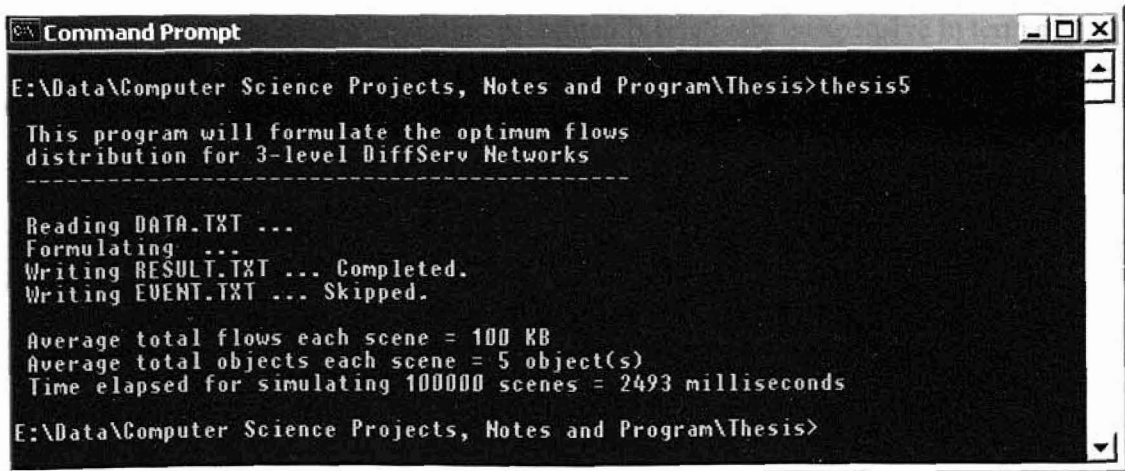 Command Prompt
E:\Data\Computer Science Projects, Notes and Program\Thesis>thesis5
This program will formulate the optimum flows
distribution for 3-level DiffServ Networks
------------------------------------------------
Reading DATA.TXT ...
Formulating  ...
Writing RESULT.TXT ... Completed.
Writing EVENT.TXT ... Skipped.
Average total flows each scene = 100 KB
Average total objects each scene = 5 object(s)
Time elapsed for simulating 100000 scenes = 2493 milliseconds
E:\Data\Computer Science Projects, Notes and Program\Thesis>